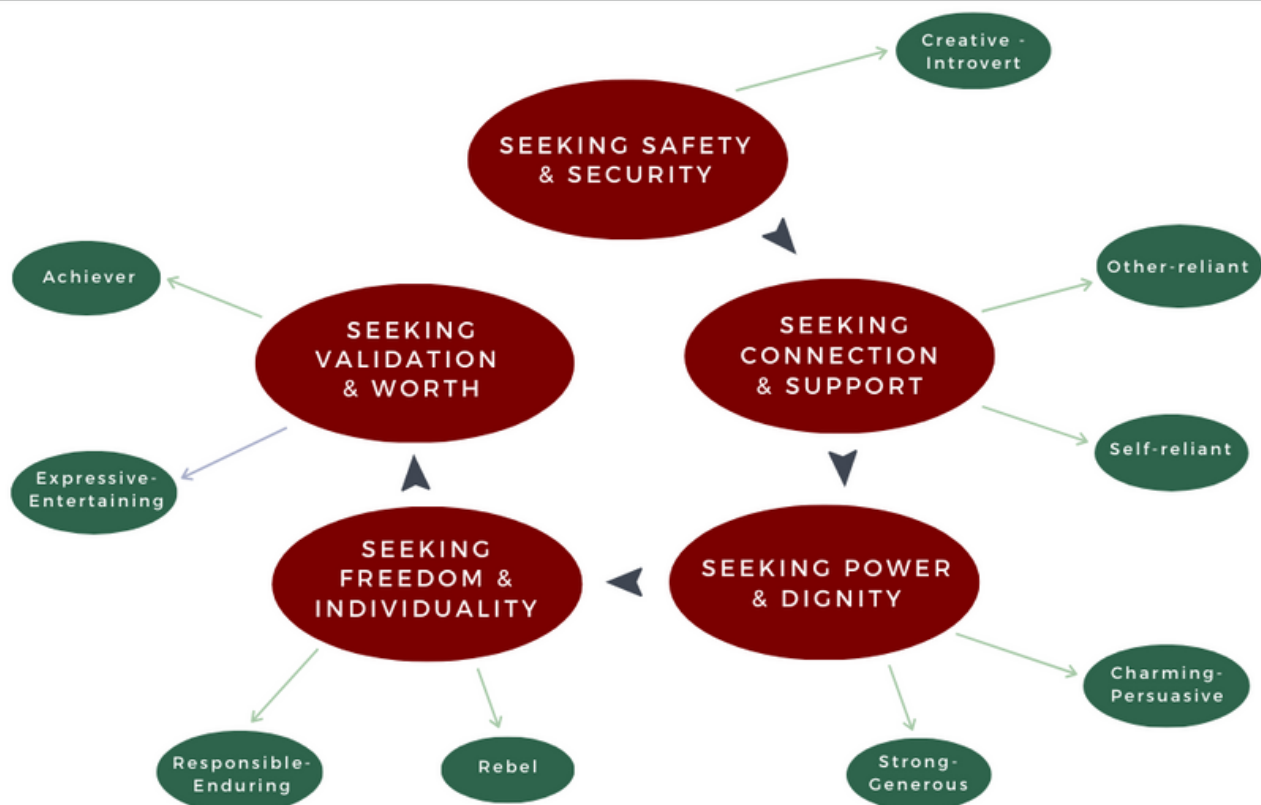 Creative -
Introvert
SEEKING SAFETY
& SECURITY
Other-reliant
SEEKING
CONNECTION
& SUPPORT
Self-reliant
SEEKING POWER
& DIGNITY
Charming-
Persuasive
Strong-
Generous
SEEKING
FREEDOM &
INDIVIDUALITY
Rebel
Responsible-
Enduring
SEEKING
VALIDATION
& WORTH
Achiever
Expressive-
Entertaining